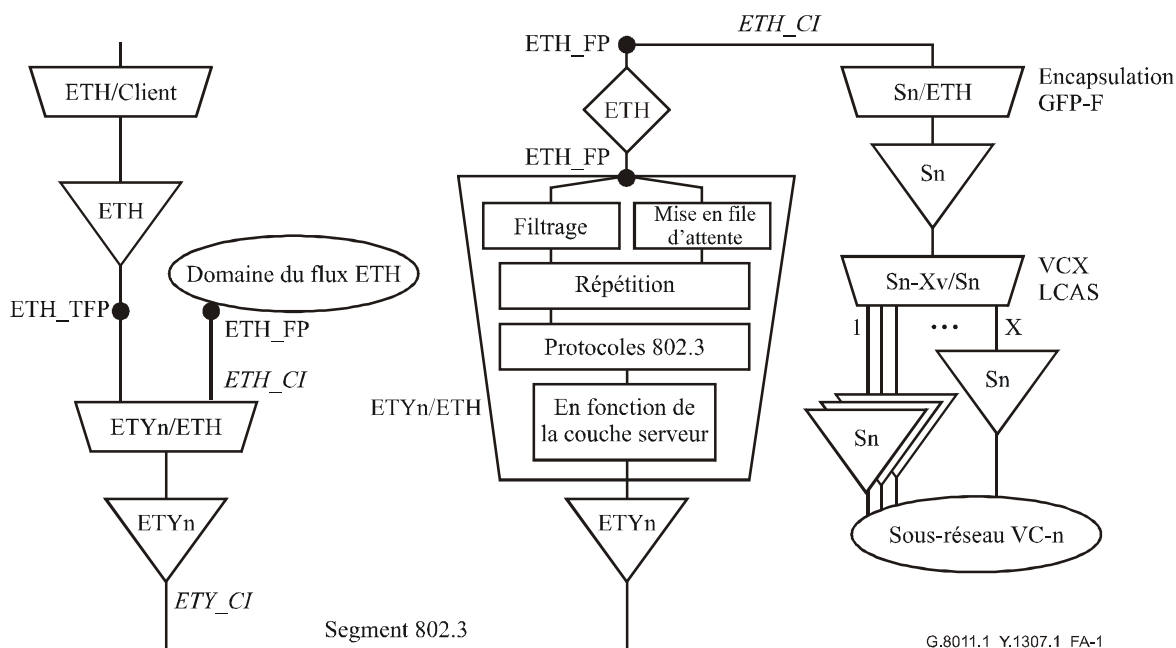 ETH/Client
ETH
ETH_TFP
Domaine du flux ETH
ETH_FP
ETH_CI
ETYn/ETH
ETYn
ETY_CI
Segment 802.3
ETH_FP
ETH_CI
ETH
ETH_FP
Filtrage
Mise en file
d'attente
Répétition
Protocoles 802.3
ETYn/ETH
En fonction de
la couche serveur
ETYn
Sn/ETH
Encapsulation
GFP-F
Sn
Sn-Xv/Sn
VCX
LCAS
1 ... X
Sn
Sn
Sous-réseau VC-n
G.8011.1_Y.1307.1_FA-1